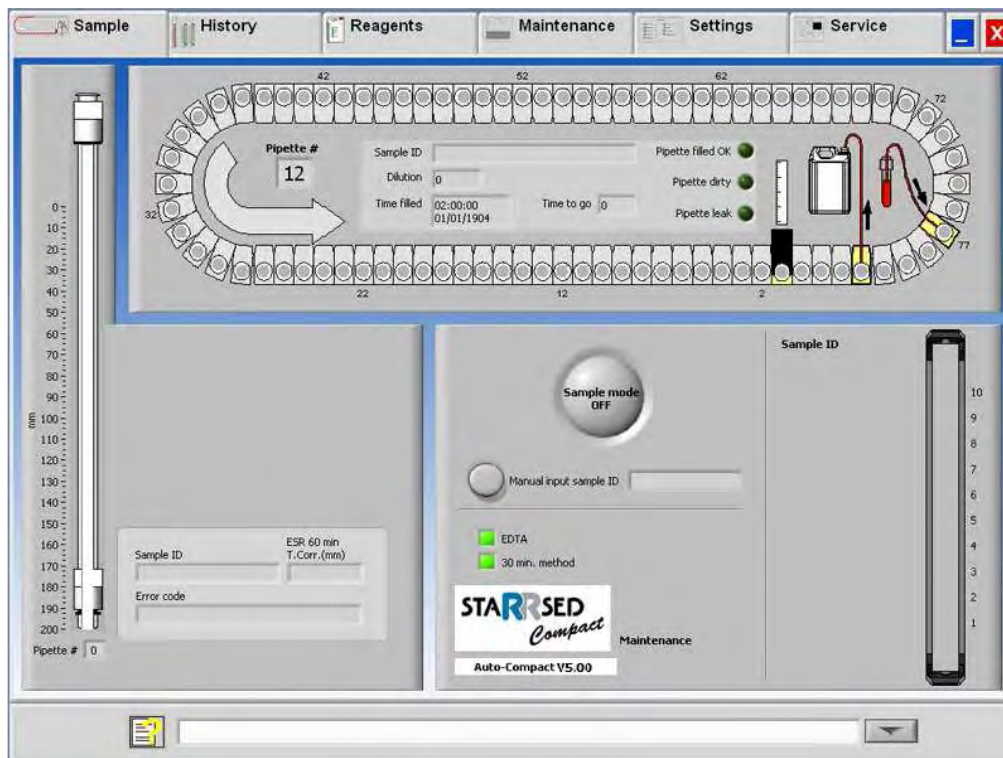 Sample
History
Reagents
Maintenance
Settings
Service
X
42
52
62
72
Pipette #
12
Sample ID
Pipette filled OK
Dilution
0
Pipette dirty
Time filled
02:00:00
01/01/1904
Time to go
0
Pipette leak
32
77
22
12
2
0
10
20
30
40
50
60
70
80
90
100
110
120
130
140
150
160
170
180
190
200
mm
Pipette # 0
Sample ID
ESR 60 min
T.Corr.(mm)
Error code
Sample mode
OFF
Manual input sample ID
EDTA
30 min. method
STARRSED
Compact
Maintenance
Auto-Compact V5.00
Sample ID
10
9
8
7
6
5
4
3
2
1
?